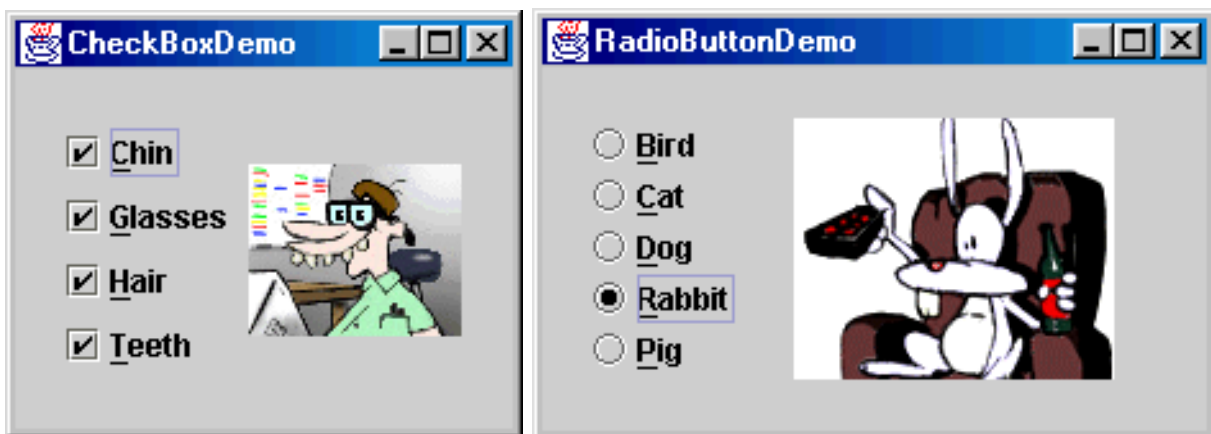 CheckBoxDemo
Chin
Glasses
Hair
Teeth
RadioButtonDemo
Bird
Cat
Dog
Rabbit
Pig